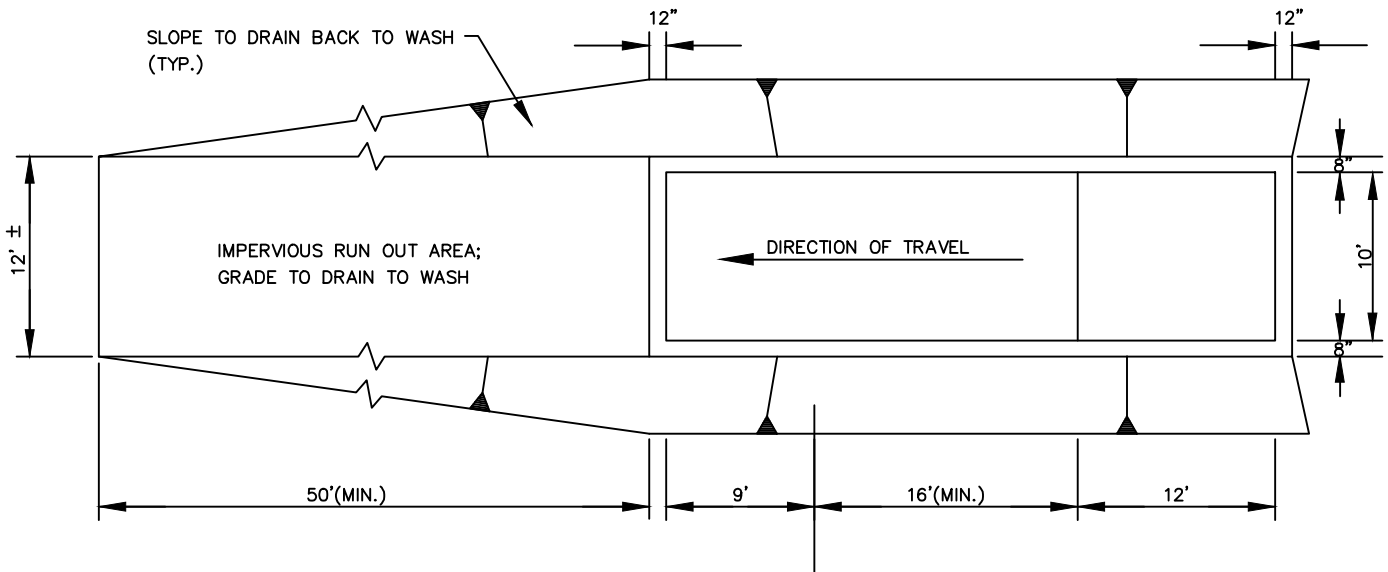 12"
12"
SLOPE TO DRAIN BACK TO WASH
(TYP.)
8"
12' ±
IMPERVIOUS RUN OUT AREA;
GRADE TO DRAIN TO WASH
DIRECTION OF TRAVEL
10'
8"
50'(MIN.)
9'
16'(MIN.)
12'